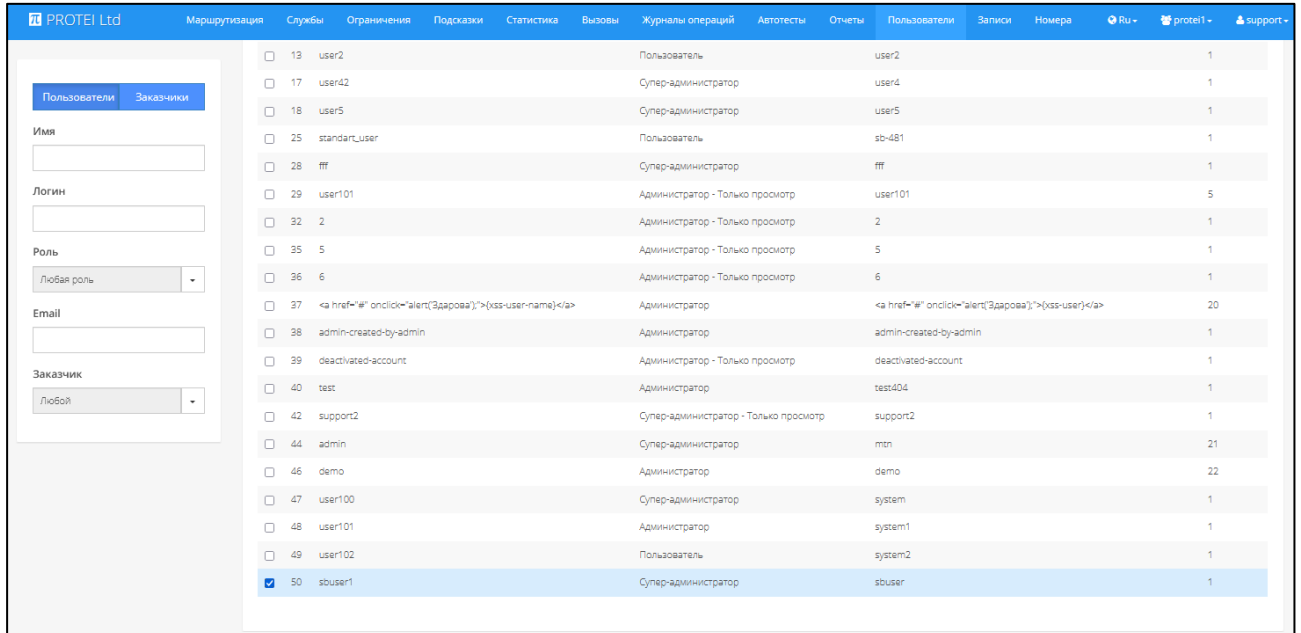 PROTEI Ltd Маршрутизация Службы Ограничения Подсказки Статистика Вызовы Журналы операций Автотесты Отчеты Пользователи Записи Номера Ru protei1 support
Пользователи Заказчики
Имя
Логин
Роль
Любая роль
Email
Заказчик
Любой
13 user2 Пользователь user2 1
17 user42 Супер-администратор user4 1
18 user5 Супер-администратор user5 1
25 standart_user Пользователь sb-481 1
28 fff Супер-администратор fff 1
29 user101 Администратор - Только просмотр user101 5
32 2 Администратор - Только просмотр 2 1
35 5 Администратор - Только просмотр 5 1
36 6 Администратор - Только просмотр 6 1
37 <a href="#" onclick="alert('Здарова');">{xss-user-name}</a> Администратор <a href="#" onclick="alert('Здарова');">{xss-user}</a> 20
38 admin-created-by-admin Администратор admin-created-by-admin 1
39 deactivated-account Администратор - Только просмотр deactivated-account 1
40 test Администратор test404 1
42 support2 Супер-администратор - Только просмотр support2 1
44 admin Супер-администратор mtn 21
46 demo Администратор demo 22
47 user100 Супер-администратор system 1
48 user101 Администратор system1 1
49 user102 Пользователь system2 1
50 sbuser1 Супер-администратор sbuser 1